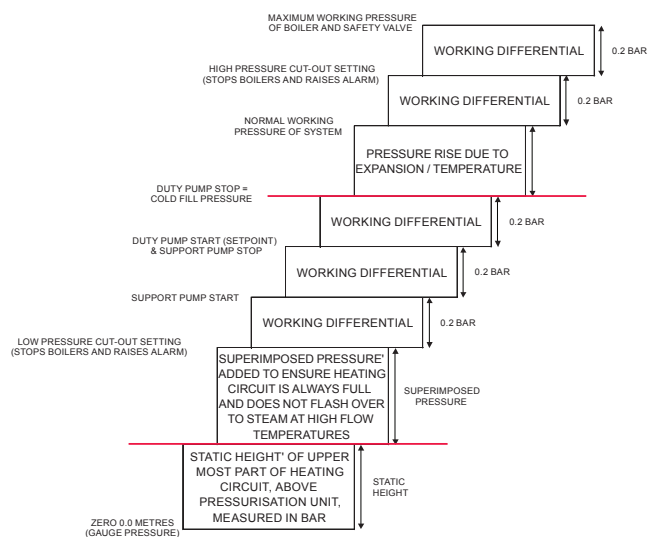 MAXIMUM WORKING PRESSURE
OF BOILER AND SAFETY VALVE
WORKING DIFFERENTIAL
0.2 BAR
HIGH PRESSURE CUT-OUT SETTING
(STOPS BOILERS AND RAISES ALARM)
WORKING DIFFERENTIAL
0.2 BAR
NORMAL WORKING
PRESSURE OF SYSTEM
PRESSURE RISE DUE TO
EXPANSION / TEMPERATURE
DUTY PUMP STOP =
COLD FILL PRESSURE
WORKING DIFFERENTIAL
0.2 BAR
DUTY PUMP START (SETPOINT)
& SUPPORT PUMP STOP
WORKING DIFFERENTIAL
0.2 BAR
SUPPORT PUMP START
WORKING DIFFERENTIAL
0.2 BAR
LOW PRESSURE CUT-OUT SETTING
(STOPS BOILERS AND RAISES ALARM)
SUPERIMPOSED PRESSURE'
ADDED TO ENSURE HEATING
CIRCUIT IS ALWAYS FULL
AND DOES NOT FLASH OVER
TO STEAM AT HIGH FLOW
TEMPERATURES
SUPERIMPOSED
PRESSURE
STATIC HEIGHT' OF UPPER
MOST PART OF HEATING
CIRCUIT, ABOVE
PRESSURISATION UNIT,
MEASURED IN BAR
STATIC
HEIGHT
ZERO 0.0 METRES
(GAUGE PRESSURE)